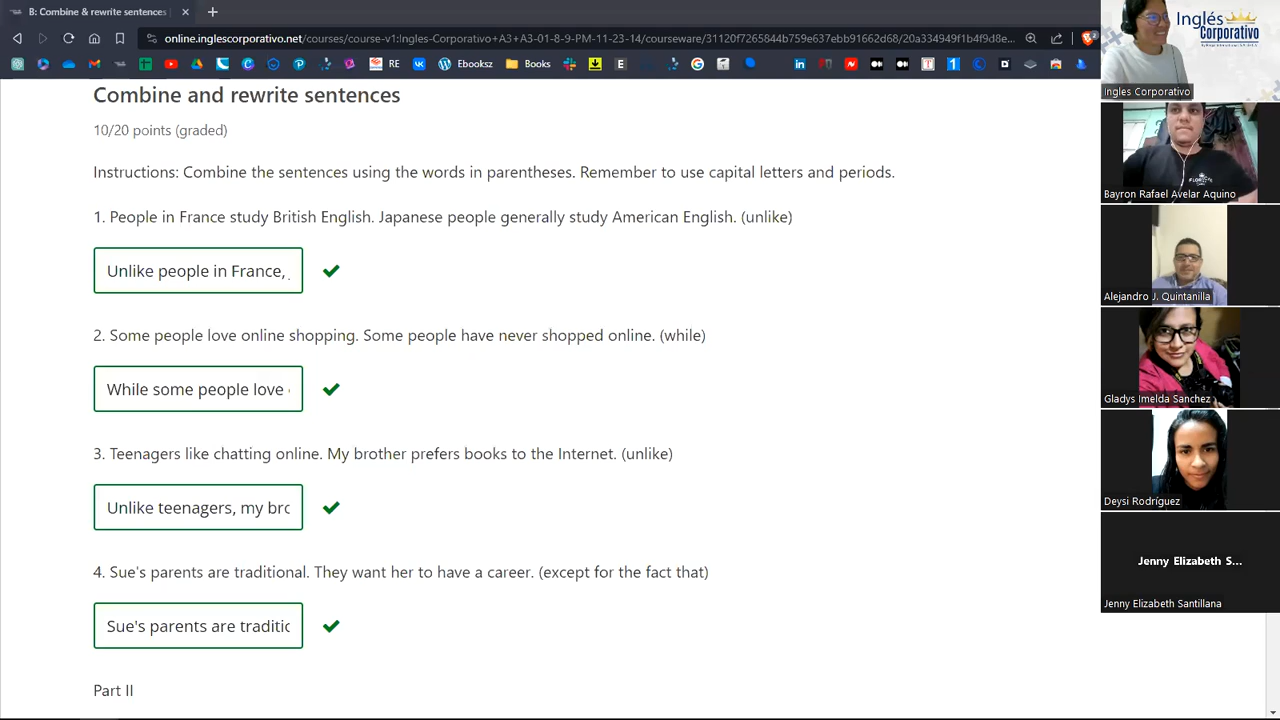 B: Combine & rewrite sentences
online.inglescorporativo.net/courses/course-v1:Ingles-Corporativo+A3+A3-Mar-9-PM-11-23-14/courseware/
Ebooksz
Books
Combine and rewrite sentences
10/20 points (graded)
Instructions: Combine the sentences using the words in parentheses. Remember to use capital letters and periods.
1. People in France study British English. Japanese people generally study American English. (unlike)
Unlike people in France,
2. Some people love online shopping. Some people have never shopped online. (while)
While some people love
3. Teenagers like chatting online. My brother prefers books to the Internet. (unlike)
Unlike teenagers, my bro
4. Sue's parents are traditional. They want her to have a career. (except for the fact that)
Sue's parents are traditic
Part II
Inglés
Corporativo
Ingles Corporativo
Bayron Rafael Avelar Aquino
Alejandro J. Quintanilla
Gladys Imelda Sanchez
Deysi Rodríguez
Jenny Elizabeth S...
Jenny Elizabeth Santillana